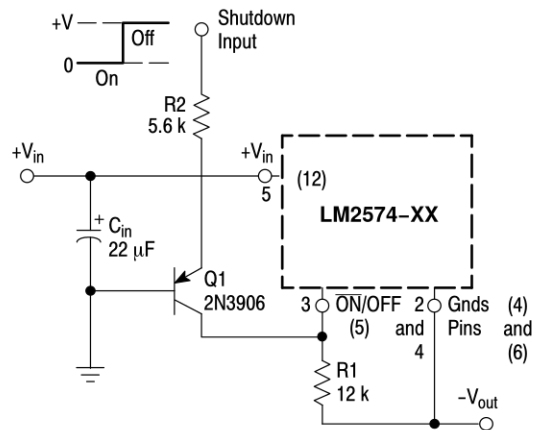 +V
Off
0
On
Shutdown
Input
R2
5.6 k
+Vin
+Vin
5
(12)
LM2574–XX
+
Cin
22 µF
Q1
2N3906
3
O̅N̅/OFF
(5)
2
and
4
Gnds
Pins
(4)
and
(6)
R1
12 k
–Vout